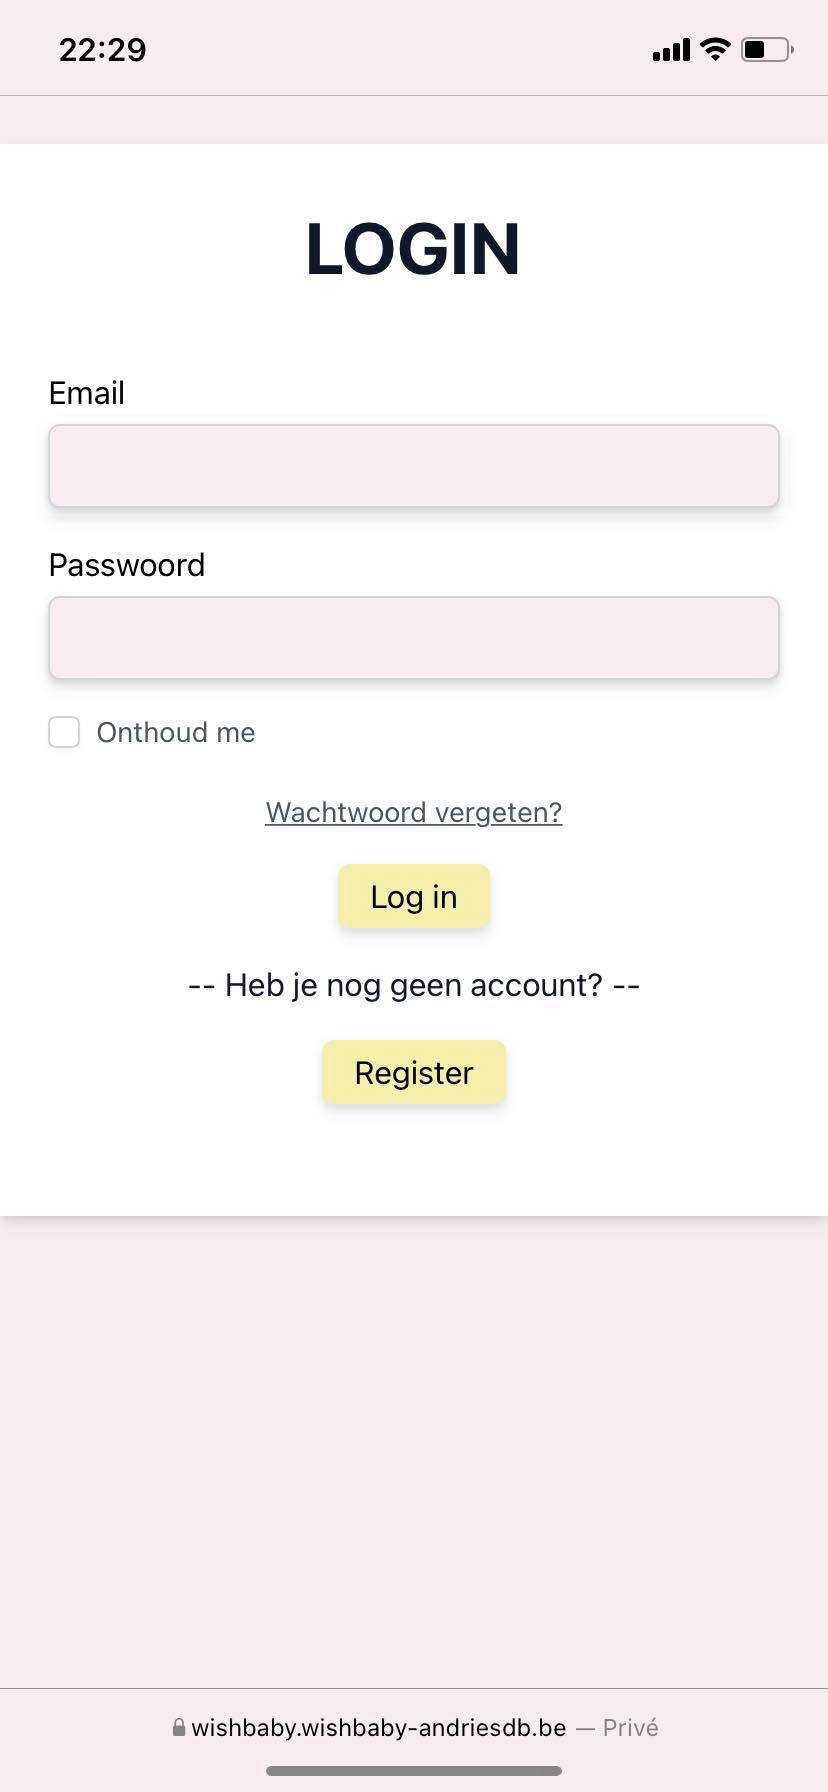 22:29
LOGIN
Email
Passwoord
Onthoud me
Wachtwoord vergeten?
Log in
-- Heb je nog geen account? --
Register
wishbaby.wishbaby-andriesdb.be — Privé